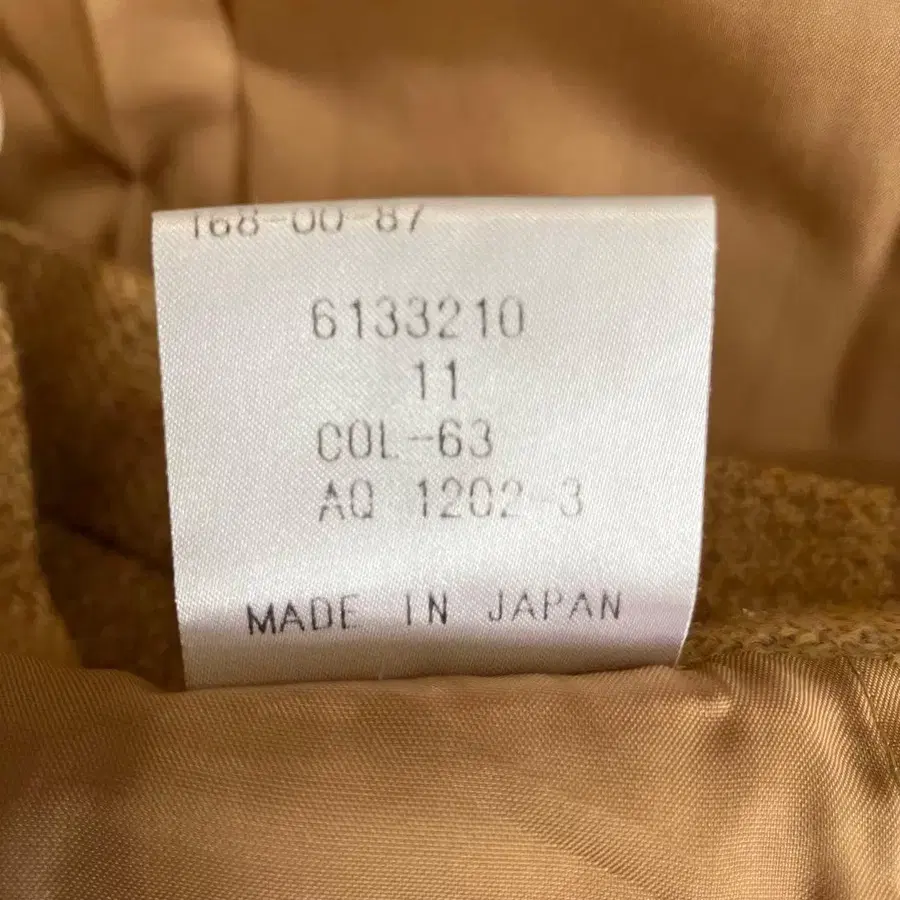 168-00-87
6133210
11
COL-63
AQ 1202-3
MADE IN JAPAN